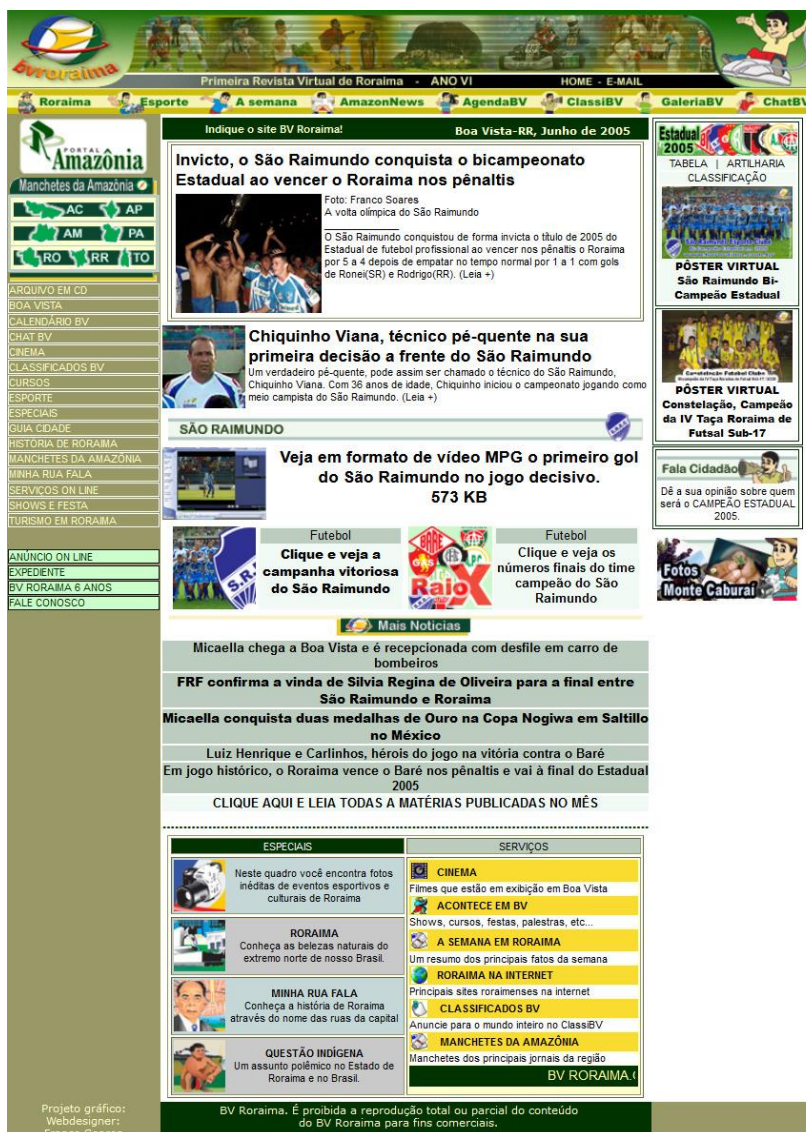 bvroraima
Primeira Revista Virtual de Roraima - ANO VI
HOME - E-MAIL
Roraima
Esporte
A semana
AmazonNews
AgendaBV
ClassiBV
GaleriaBV
ChatBV
PORTAL
Amazônia
Manchetes da Amazônia
AC
AP
AM
PA
RO
RR
TO
ARQUIVO EM CD
BOA VISTA
CALENDÁRIO BV
CHAT BV
CINEMA
CLASSIFICADOS BV
CURSOS
ESPORTE
ESPECIAIS
GUIA CIDADE
HISTÓRIA DE RORAIMA
MANCHETES DA AMAZÔNIA
MINHA RUA FALA
SERVIÇOS ON LINE
SHOWS E FESTA
TURISMO EM RORAIMA
ANÚNCIO ON LINE
EXPEDIENTE
BV RORAIMA 6 ANOS
FALE CONOSCO
Indique o site BV Roraima!
Boa Vista-RR, Junho de 2005
Invicto, o São Raimundo conquista o bicampeonato
Estadual ao vencer o Roraima nos pênaltis
Foto: Franco Soares
A volta olímpica do São Raimundo
O São Raimundo conquistou de forma invicta o título de 2005 do
Estadual de futebol profissional ao vencer nos pênaltis o Roraima
por 5 a 4 depois de empatar no tempo normal por 1 a 1 com gols
de Ronei(SR) e Rodrigo(RR). (Leia +)
Chiquinho Viana, técnico pé-quente na sua
primeira decisão a frente do São Raimundo
Um verdadeiro pé-quente, pode assim ser chamado o técnico do São Raimundo,
Chiquinho Viana. Com 36 anos de idade, Chiquinho iniciou o campeonato jogando como
meio campista do São Raimundo. (Leia +)
SÃO RAIMUNDO
Veja em formato de vídeo MPG o primeiro gol
do São Raimundo no jogo decisivo.
573 KB
Futebol
Clique e veja a
campanha vitoriosa
do São Raimundo
BARÉ
GAS
Raio X
Futebol
Clique e veja os
números finais do time
campeão do São
Raimundo
Mais Notícias
Micaella chega a Boa Vista e é recepcionada com desfile em carro de
bombeiros
FRF confirma a vinda de Silvia Regina de Oliveira para a final entre
São Raimundo e Roraima
Micaella conquista duas medalhas de Ouro na Copa Nogiwa em Saltillo
no México
Luiz Henrique e Carlinhos, hérois do jogo na vitória contra o Baré
Em jogo histórico, o Roraima vence o Baré nos pênaltis e vai à final do Estadual
2005
CLIQUE AQUI E LEIA TODAS A MATÉRIAS PUBLICADAS NO MÊS
ESPECIAIS
Neste quadro você encontra fotos
inéditas de eventos esportivos e
culturais de Roraima
RORAIMA
Conheça as belezas naturais do
extremo norte de nosso Brasil.
MINHA RUA FALA
Conheça a história de Roraima
através do nome das ruas da capital
QUESTÃO INDÍGENA
Um assunto polêmico no Estado de
Roraima e no Brasil.
SERVIÇOS
CINEMA
Filmes que estão em exibição em Boa Vista
ACONTECE EM BV
Shows, cursos, festas, palestras, etc...
A SEMANA EM RORAIMA
Um resumo dos principais fatos da semana
RORAIMA NA INTERNET
Principais sites roraimenses na internet
CLASSIFICADOS BV
Anuncie para o mundo inteiro no ClassiBV
MANCHETES DA AMAZÔNIA
Manchetes dos principais jornais da região
BV RORAIMA.
Estadual
2005
TABELA | ARTILHARIA
CLASSIFICAÇÃO
São Raimundo Esporte Clube
PÔSTER VIRTUAL
São Raimundo Bi-
Campeão Estadual
Constelação Futebol Clube
PÔSTER VIRTUAL
Constelação, Campeão
da IV Taça Roraima de
Futsal Sub-17
Fala Cidadão
Dê a sua opinião sobre quem
será o CAMPEÃO ESTADUAL
2005.
Fotos
Monte Caburaí
Projeto gráfico:
Webdesigner:
BV Roraima. É proibida a reprodução total ou parcial do conteúdo
do BV Roraima para fins comerciais.